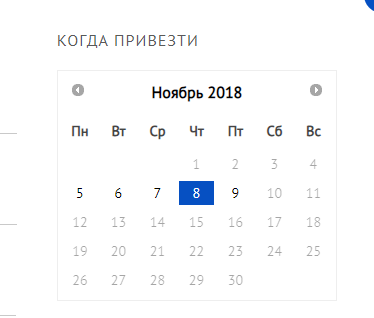 КОГДА ПРИВЕЗТИ
Ноябрь 2018
Пн Вт Ср Чт Пт Сб Вс
1 2 3 4
5 6 7 8 9 10 11
12 13 14 15 16 17 18
19 20 21 22 23 24 25
26 27 28 29 30